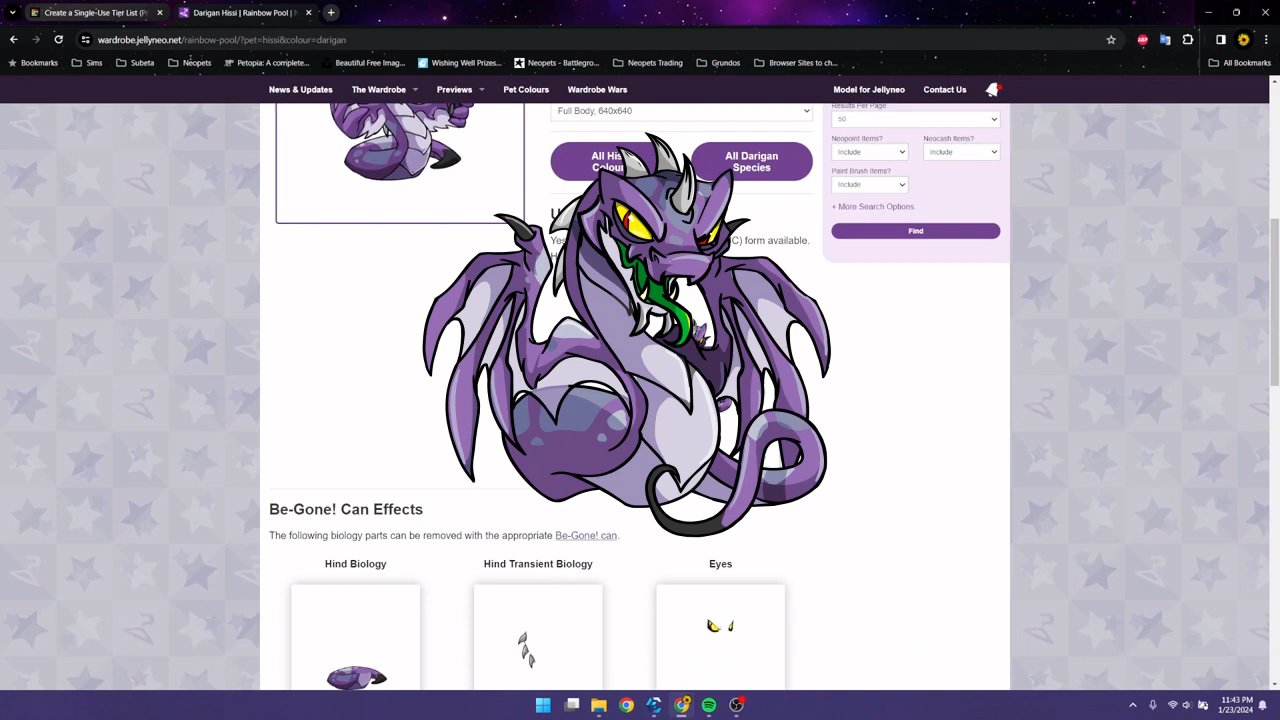 Create a Single-Use Tier List (P
Darigan Hissi | Rainbow Pool | N
wardrobe.jellyneo.net/rainbow-pool/?pet=hissi&colour=darigan
Bookmarks Sims Subeta Neopets Petopia: A complete... Beautiful Free Imag... Wishing Well Prizes... Neopets - Battlegro... Neopets Trading Grundos Browser Sites to ch... All Bookmarks
News & Updates The Wardrobe Previews Pet Colours Wardrobe Wars Model for Jellyneo Contact Us
Full Body, 640x640
All Darigan
Species
Yes
C) form available.
Results Per Page:
50
Neopoint Items? Neocash Items?
Include Include
Paint Brush Items?
Include
+ More Search Options
Find
Be-Gone! Can Effects
The following biology parts can be removed with the appropriate Be-Gone! can.
Hind Biology Hind Transient Biology Eyes
11:43 PM
1/23/2024